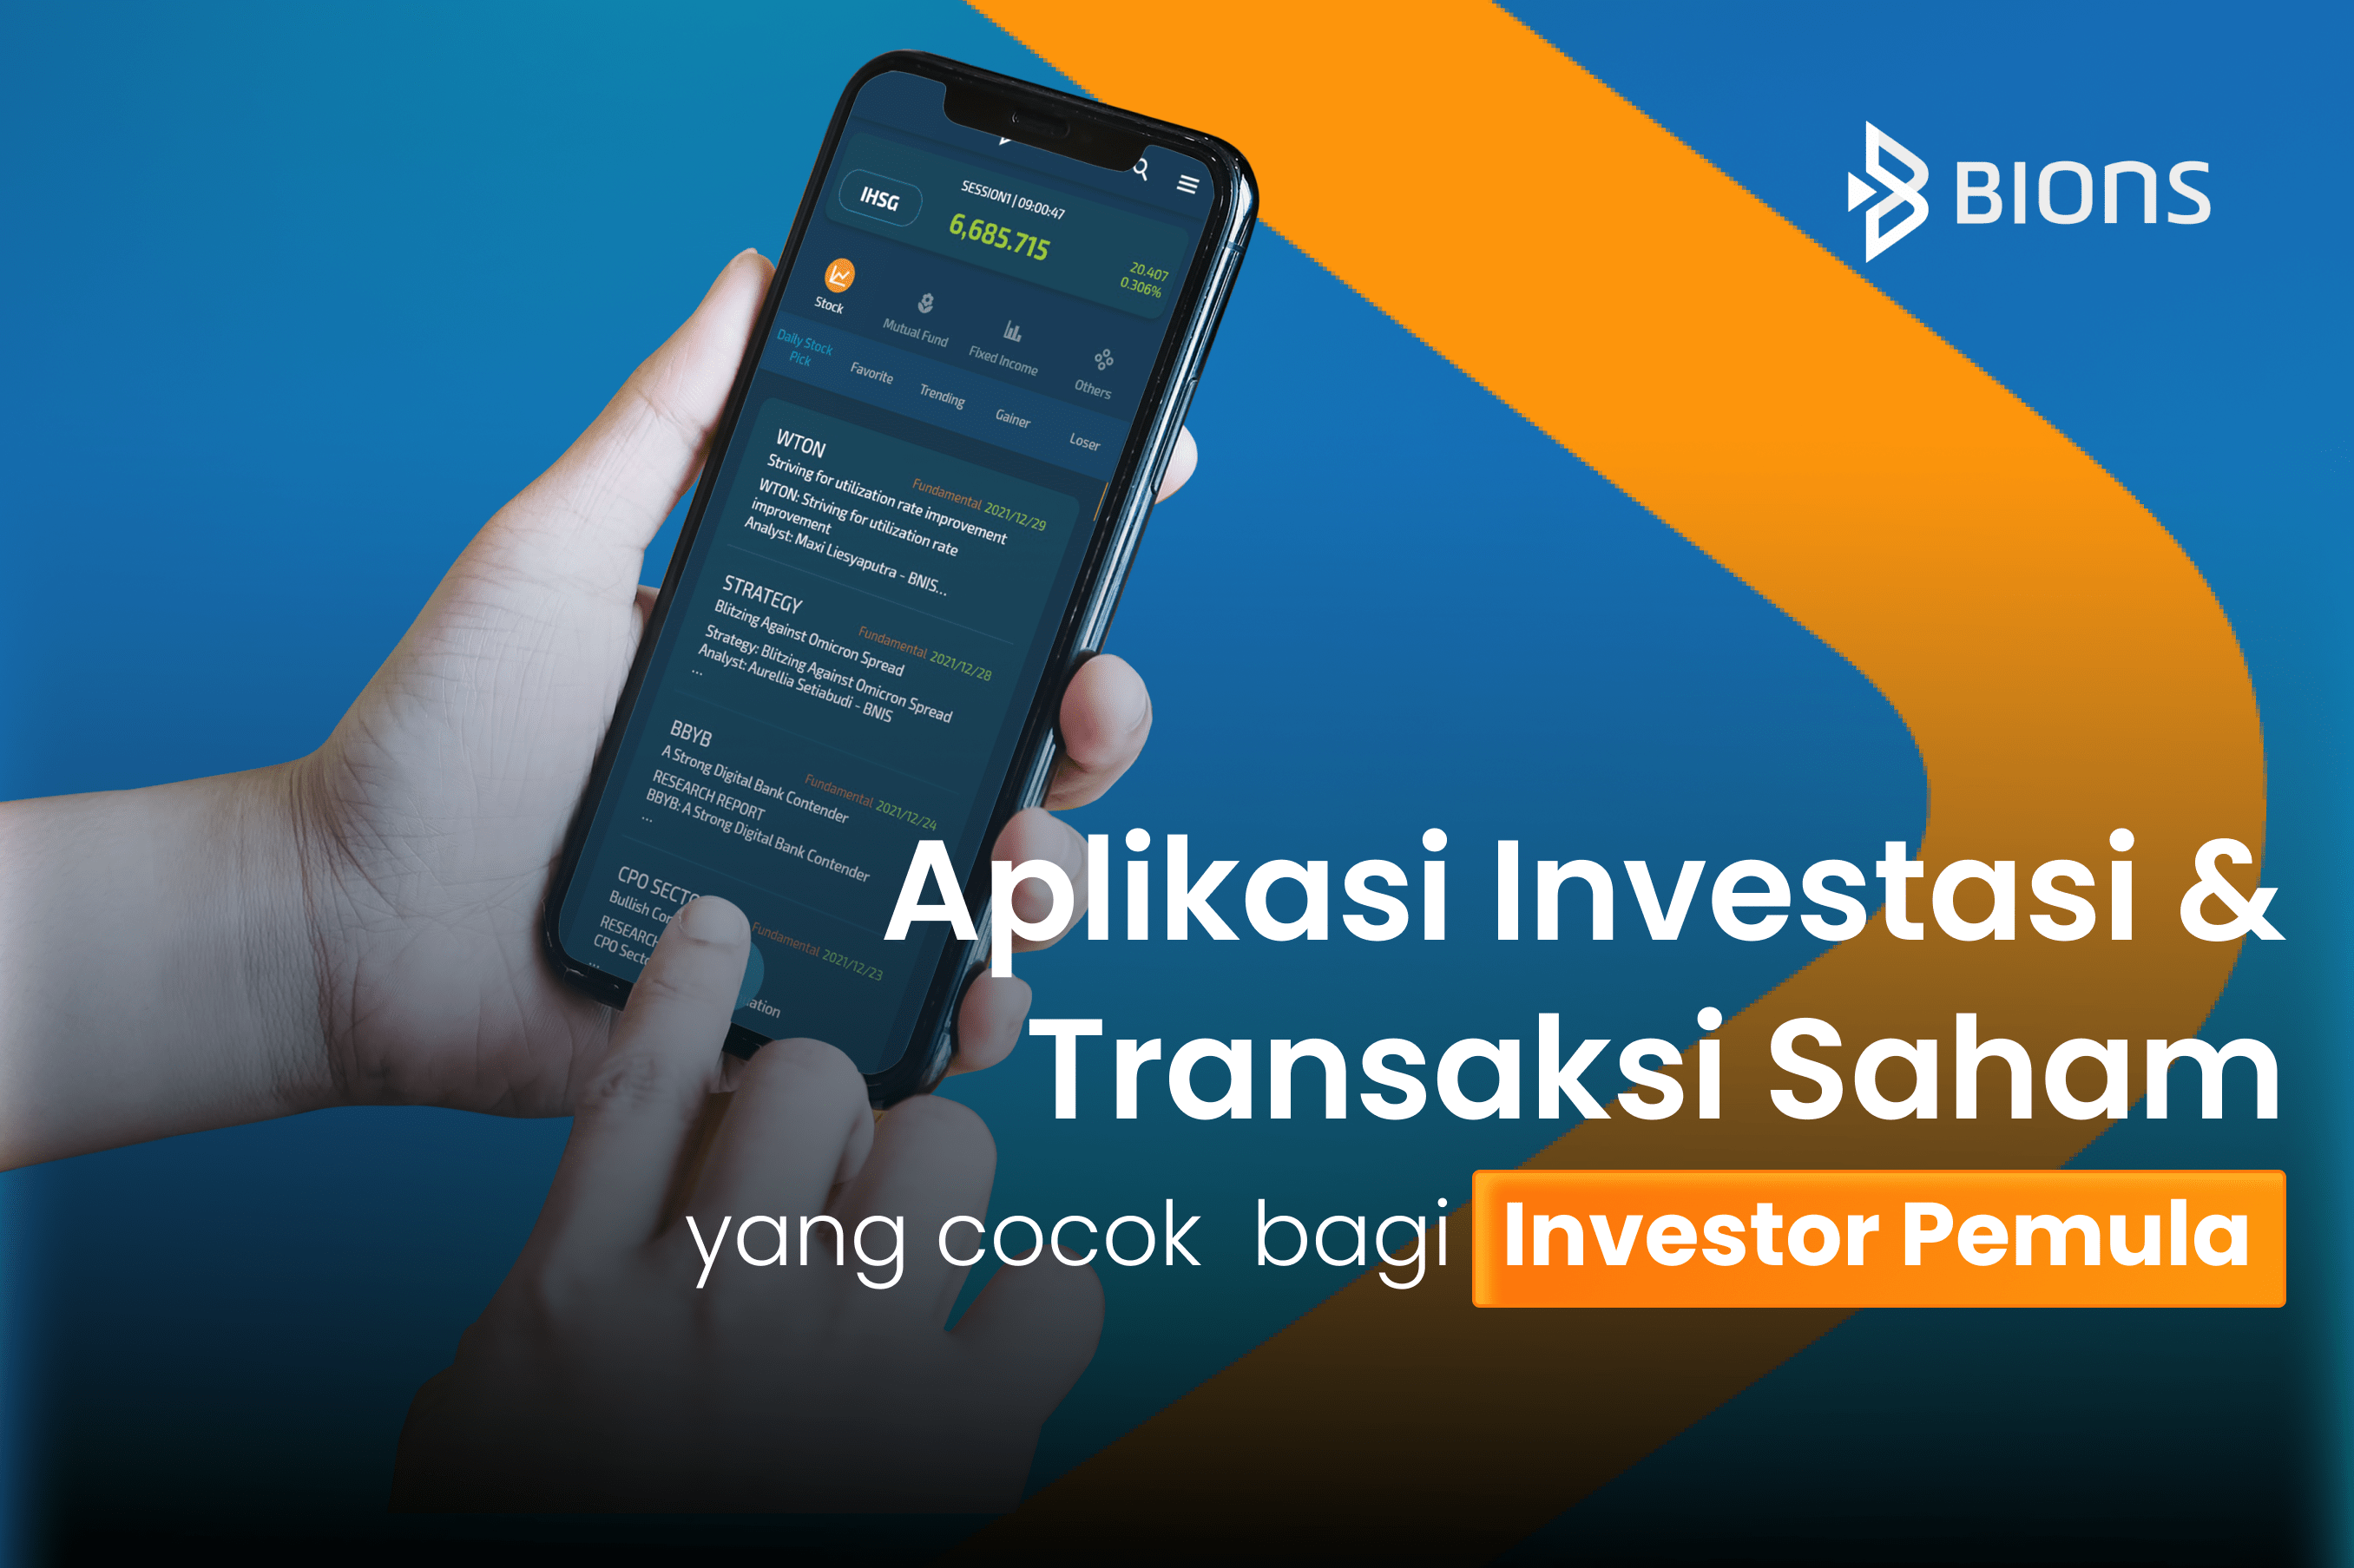 BIONS
SESSION1 | 09:00:47
IHSG
6,685.715
20.407
0.306%
Stock
Mutual Fund
Fixed Income
Others
Daily Stock
Pick
Favorite
Trending
Gainer
Loser
WTON
Fundamental 2021/12/29
Striving for utilization rate improvement
WTON: Striving for utilization rate
improvement
Analyst: Maxi Liesyaputra - BNIS...
STRATEGY
Fundamental 2021/12/28
Blitzing Against Omicron Spread
Strategy: Blitzing Against Omicron Spread
Analyst: Aurellia Setiabudi - BNIS
...
BBYB
Fundamental 2021/12/24
A Strong Digital Bank Contender
RESEARCH REPORT
BBYB: A Strong Digital Bank Contender
...
CPO
Fundamental 2021/12/23
Bullish
...
Aplikasi Investasi &
Transaksi Saham
yang cocok bagi Investor Pemula